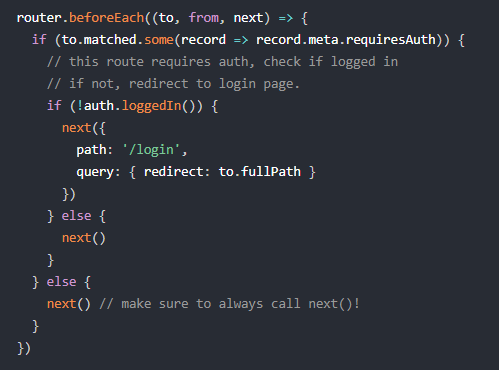 router.beforeEach((to, from, next) => {
  if (to.matched.some(record => record.meta.requiresAuth)) {
    // this route requires auth, check if logged in
    // if not, redirect to login page.
    if (!auth.loggedIn()) {
      next({
        path: '/login',
        query: { redirect: to.fullPath }
      })
    } else {
      next()
    }
  } else {
    next() // make sure to always call next()!
  }
})